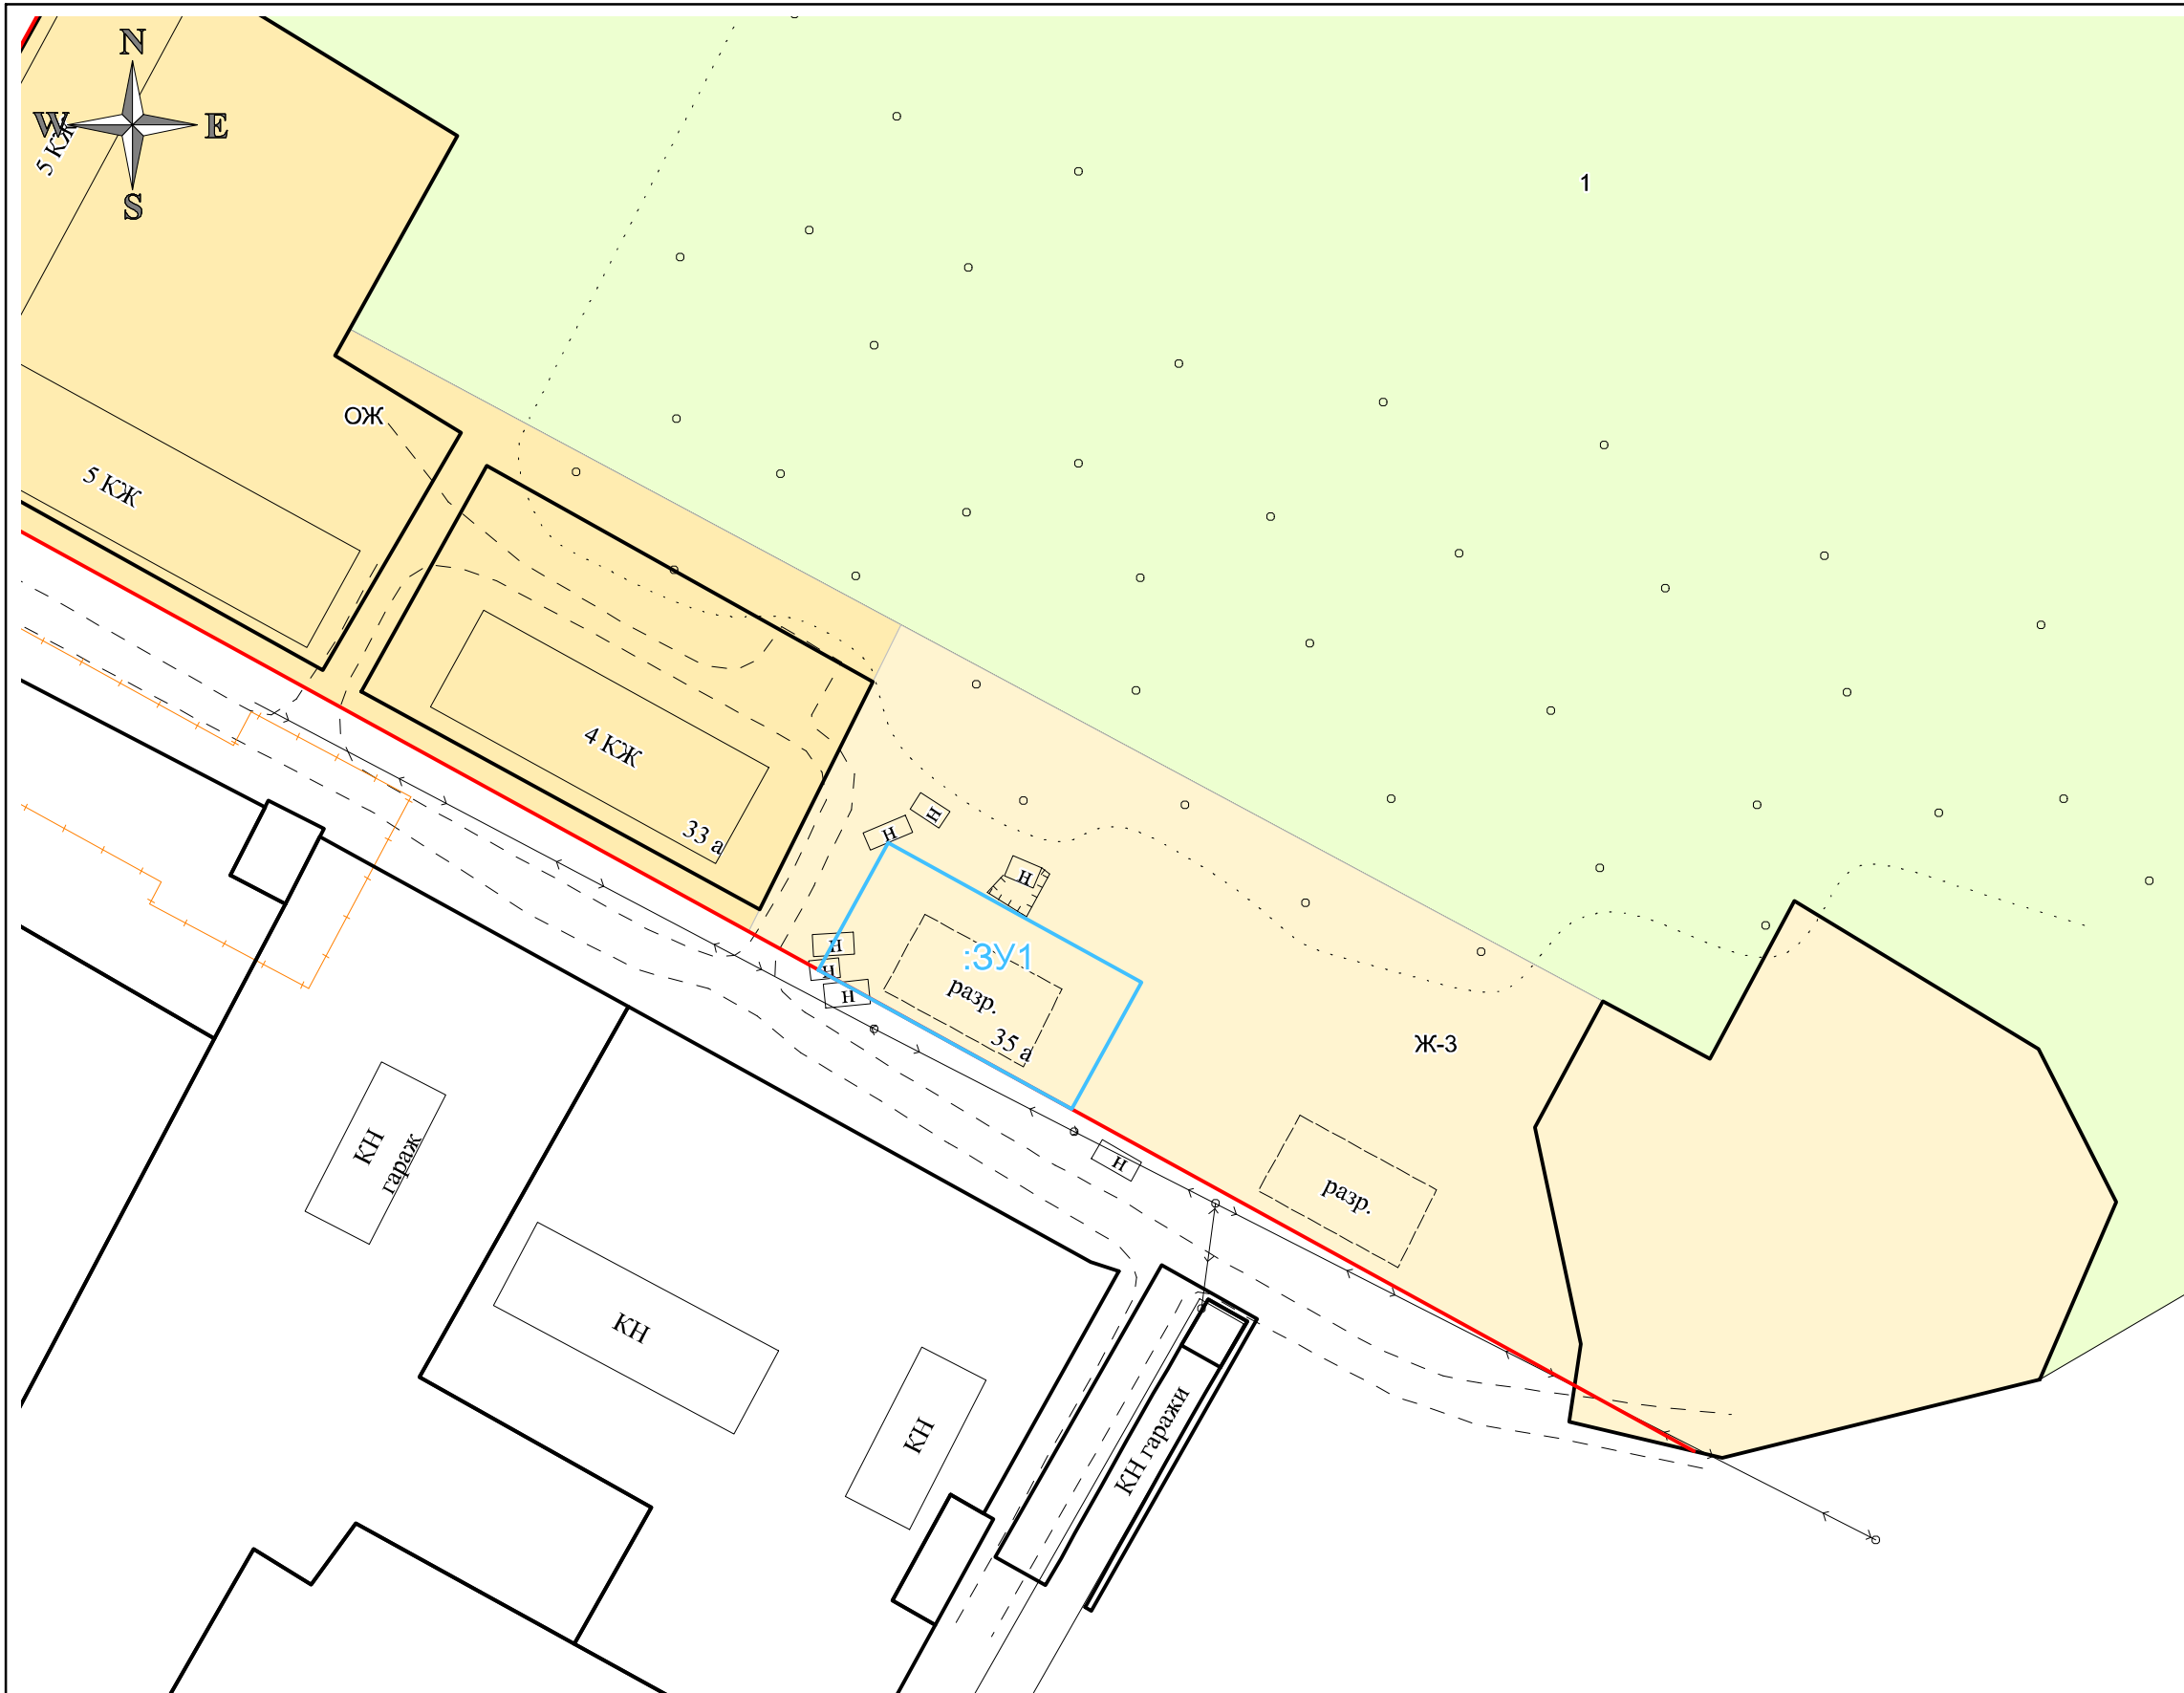 N
W
E
S
5 КЖ
1
ОЖ
5 КЖ
4 КЖ
33 а
н
н
н
н
:ЗУ1
н
н
разр.
35 а
Ж-3
н
разр.
КН
гараж
КН
КН
КН гаражи